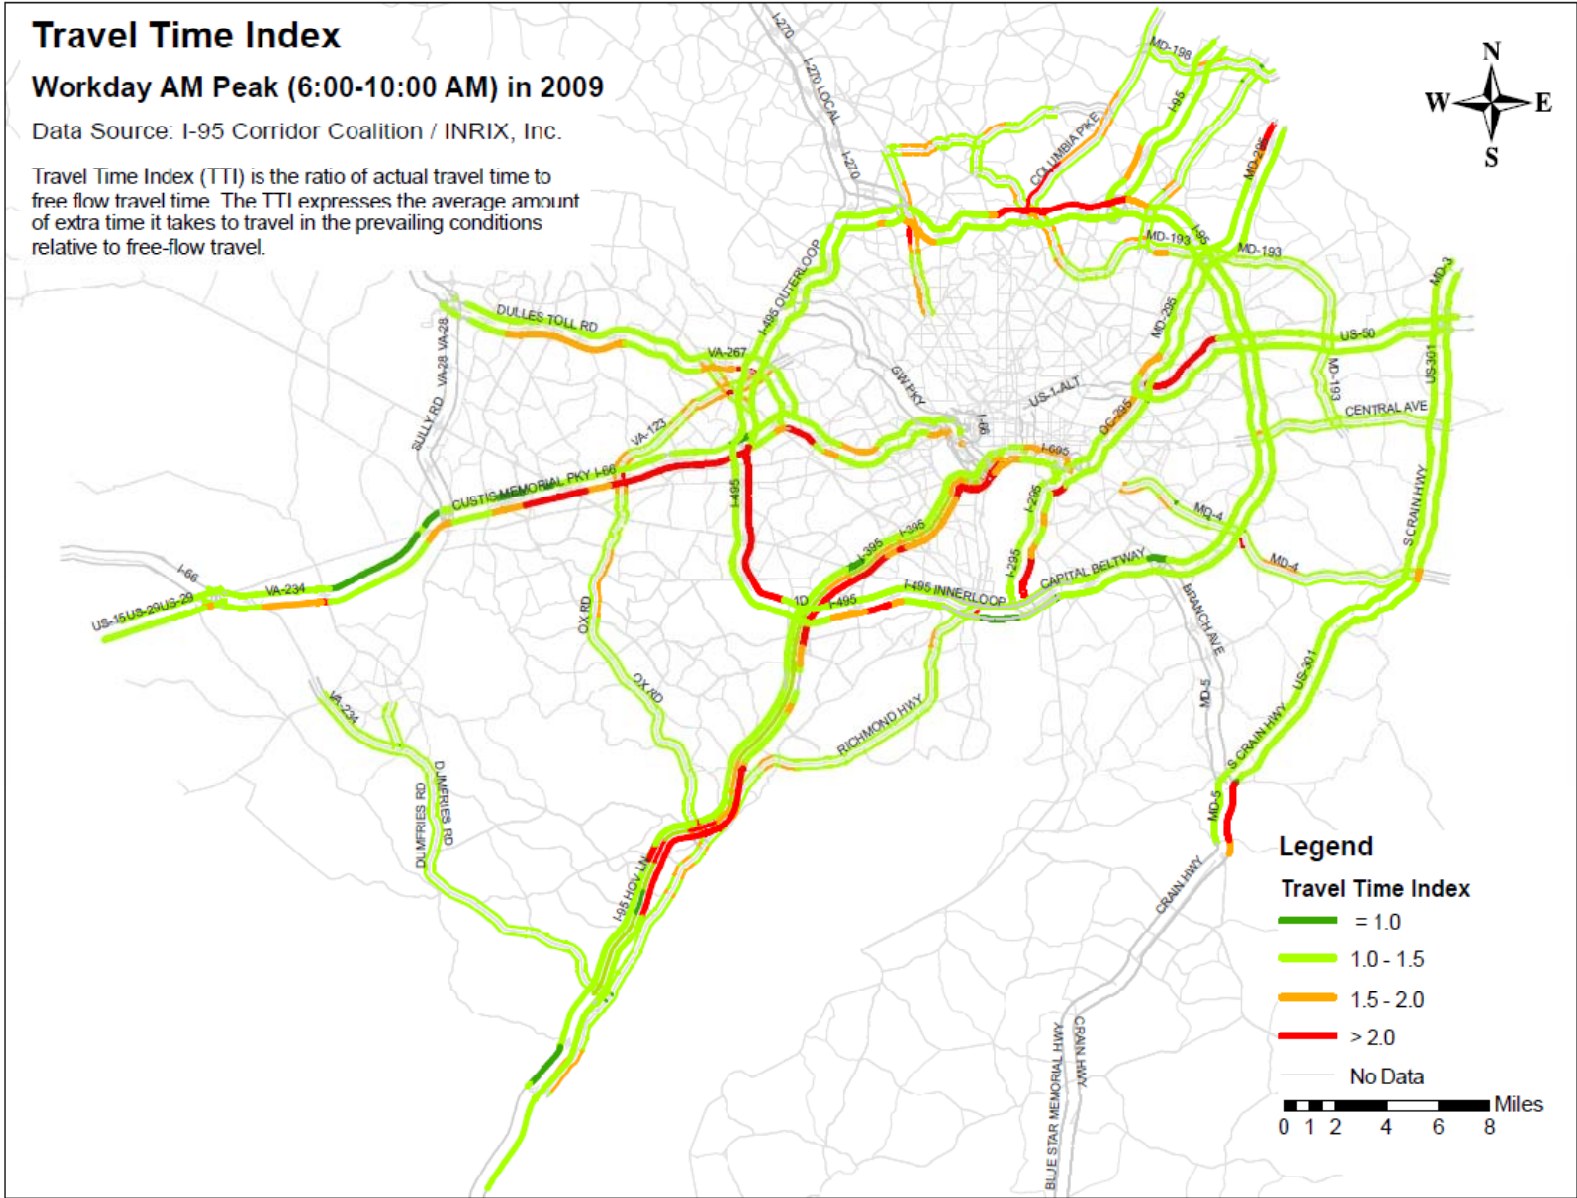 Travel Time Index
Workday AM Peak (6:00-10:00 AM) in 2009
Data Source: I-95 Corridor Coalition / INRIX, Inc.
Travel Time Index (TTI) is the ratio of actual travel time to
free flow travel time. The TTI expresses the average amount
of extra time it takes to travel in the prevailing conditions
relative to free-flow travel.
N
W E
S
I-270
I-270 LOCAL
I-270
MD-198
I-95
COLUMBIA PIKE
MD-295
I-95
MD-193
MD-193
MD-3
I-495 OUTERLOOP
DULLES TOLL RD
VA-28 VA-28
VA-267
MD-295
US-50
US-301
GW PKY
US-1-ALT
MD-193
SULLY RD
VA-123
DC-295
CENTRAL AVE
I-66
I-695
CUSTIS MEMORIAL PKY I-66
I-495
I-295
S CRAIN HWY
MD-4
I-395
I-395
I-66
VA-234
I-295
CAPITAL BELTWAY
MD-4
US-15US-29US-29
I-495
I-495 INNERLOOP
OX RD
BRANCH AVE
OX RD
US-301
VA-234
MD-5
RICHMOND HWY
S CRAIN HWY
DUMFRIES RD
DUMFRIES RD
MD-5
I-95 HOV LN
CRAIN HWY
BLUE STAR MEMORIAL HWY
CRAIN HWY
Legend
Travel Time Index
= 1.0
1.0 - 1.5
1.5 - 2.0
> 2.0
No Data
Miles
0 1 2 4 6 8